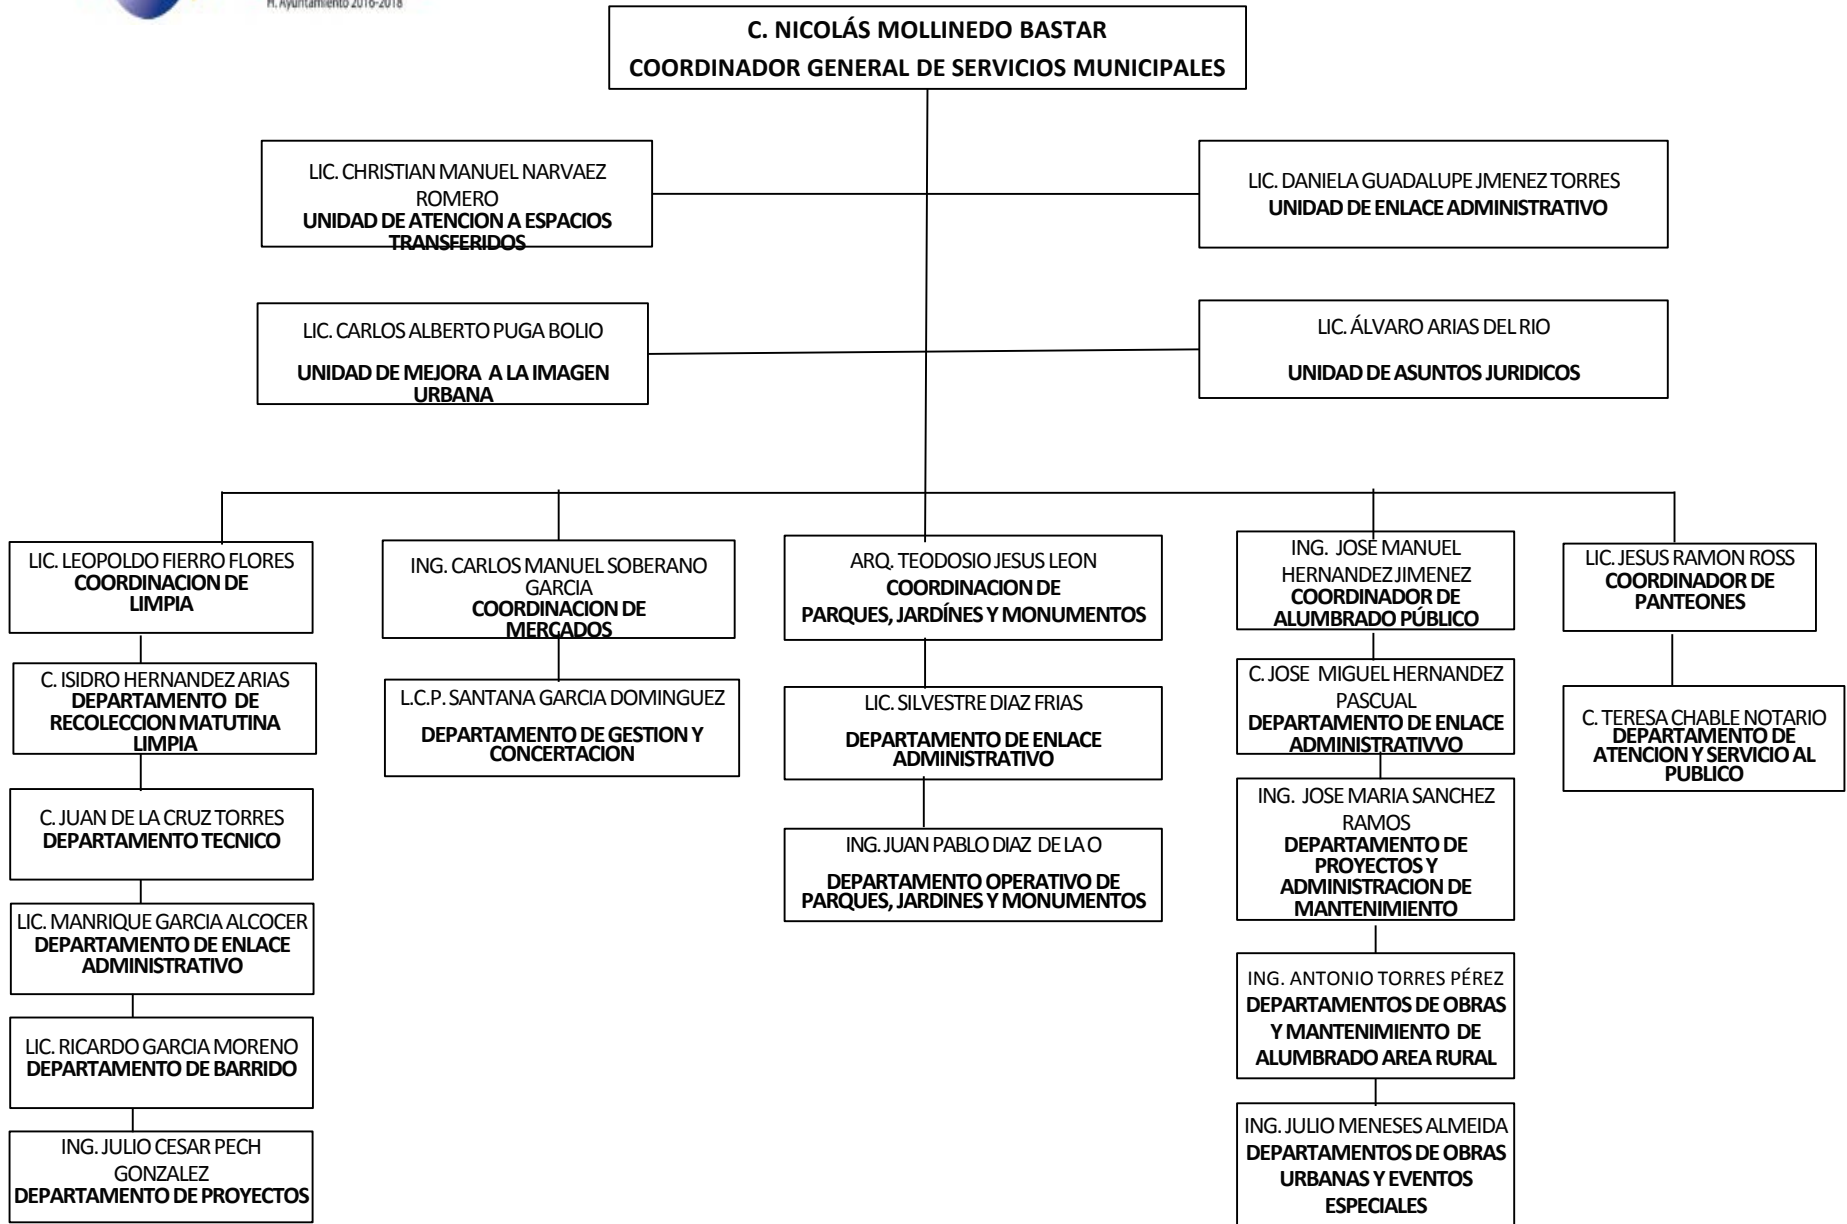 H. Ayuntamiento 2016-2018
C. NICOLÁS MOLLINEDO BASTAR
COORDINADOR GENERAL DE SERVICIOS MUNICIPALES
LIC. CHRISTIAN MANUEL NARVAEZ
ROMERO
UNIDAD DE ATENCION A ESPACIOS
TRANSFERIDOS
LIC. DANIELA GUADALUPE JMENEZ TORRES
UNIDAD DE ENLACE ADMINISTRATIVO
LIC. CARLOS ALBERTO PUGA BOLIO
UNIDAD DE MEJORA A LA IMAGEN
URBANA
LIC. ÁLVARO ARIAS DEL RIO
UNIDAD DE ASUNTOS JURIDICOS
LIC. LEOPOLDO FIERRO FLORES
COORDINACION DE
LIMPIA
C. ISIDRO HERNANDEZ ARIAS
DEPARTAMENTO DE
RECOLECCION MATUTINA
LIMPIA
C. JUAN DE LA CRUZ TORRES
DEPARTAMENTO TECNICO
LIC. MANRIQUE GARCIA ALCOCER
DEPARTAMENTO DE ENLACE
ADMINISTRATIVO
LIC. RICARDO GARCIA MORENO
DEPARTAMENTO DE BARRIDO
ING. JULIO CESAR PECH
GONZALEZ
DEPARTAMENTO DE PROYECTOS
ING. CARLOS MANUEL SOBERANO
GARCIA
COORDINACION DE
MERCADOS
L.C.P. SANTANA GARCIA DOMINGUEZ
DEPARTAMENTO DE GESTION Y
CONCERTACION
ARQ. TEODOSIO JESUS LEON
COORDINACION DE
PARQUES, JARDÍNES Y MONUMENTOS
LIC. SILVESTRE DIAZ FRIAS
DEPARTAMENTO DE ENLACE
ADMINISTRATIVO
ING. JUAN PABLO DIAZ DE LA O
DEPARTAMENTO OPERATIVO DE
PARQUES, JARDINES Y MONUMENTOS
ING. JOSE MANUEL
HERNANDEZ JIMENEZ
COORDINADOR DE
ALUMBRADO PÚBLICO
C. JOSE MIGUEL HERNANDEZ
PASCUAL
DEPARTAMENTO DE ENLACE
ADMINISTRATIVVO
ING. JOSE MARIA SANCHEZ
RAMOS
DEPARTAMENTO DE
PROYECTOS Y
ADMINISTRACION DE
MANTENIMIENTO
ING. ANTONIO TORRES PÉREZ
DEPARTAMENTOS DE OBRAS
Y MANTENIMIENTO DE
ALUMBRADO AREA RURAL
ING. JULIO MENESES ALMEIDA
DEPARTAMENTOS DE OBRAS
URBANAS Y EVENTOS
ESPECIALES
LIC. JESUS RAMON ROSS
COORDINADOR DE
PANTEONES
C. TERESA CHABLE NOTARIO
DEPARTAMENTO DE
ATENCION Y SERVICIO AL
PUBLICO